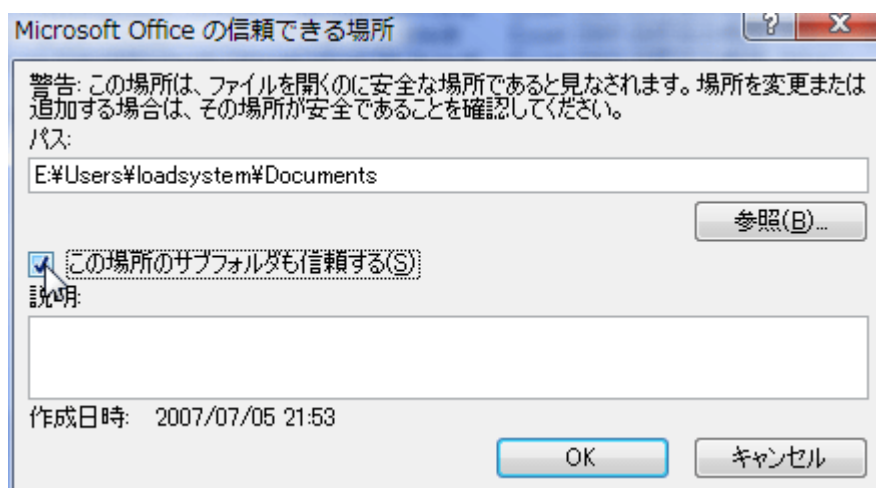 Microsoft Office の信頼できる場所
警告: この場所は、ファイルを開くのに安全な場所であると見なされます。場所を変更または
追加する場合は、その場所が安全であることを確認してください。
パス:
E:¥Users¥loadsystem¥Documents
参照(B)...
この場所のサブフォルダも信頼する(S)
説明:
作成日時: 2007/07/05 21:53
OK キャンセル